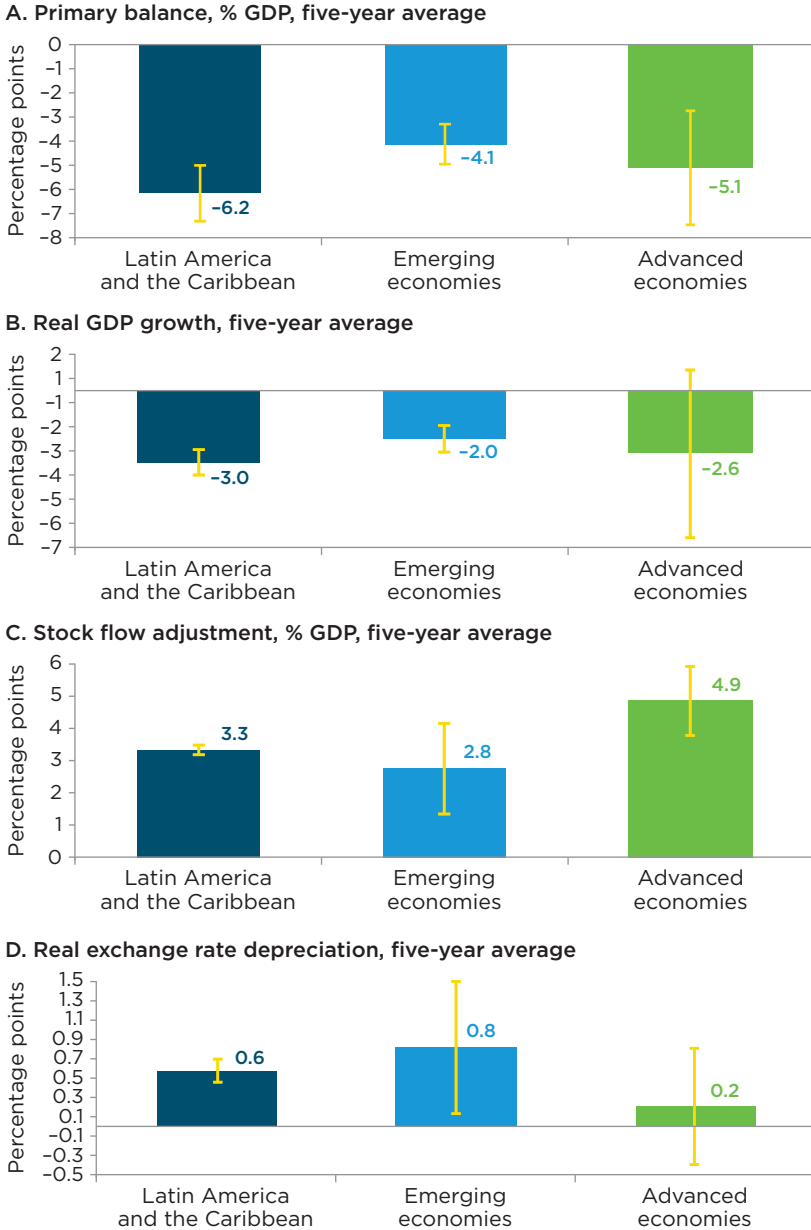 A. Primary balance, % GDP, five-year average
Percentage points
0
–1
–2
–3
–4
–5
–6
–7
–8
–6.2
–4.1
–5.1
Latin America
and the Caribbean
Emerging
economies
Advanced
economies
B. Real GDP growth, five-year average
Percentage points
2
1
–1
–2
–3
–4
–5
–6
–7
–3.0
–2.0
–2.6
Latin America
and the Caribbean
Emerging
economies
Advanced
economies
C. Stock flow adjustment, % GDP, five-year average
Percentage points
6
5
4
3
2
1
0
3.3
2.8
4.9
Latin America
and the Caribbean
Emerging
economies
Advanced
economies
D. Real exchange rate depreciation, five-year average
Percentage points
1.5
1.3
1.1
0.9
0.7
0.5
0.3
0.1
–0.1
–0.3
–0.5
0.6
0.8
0.2
Latin America
and the Caribbean
Emerging
economies
Advanced
economies